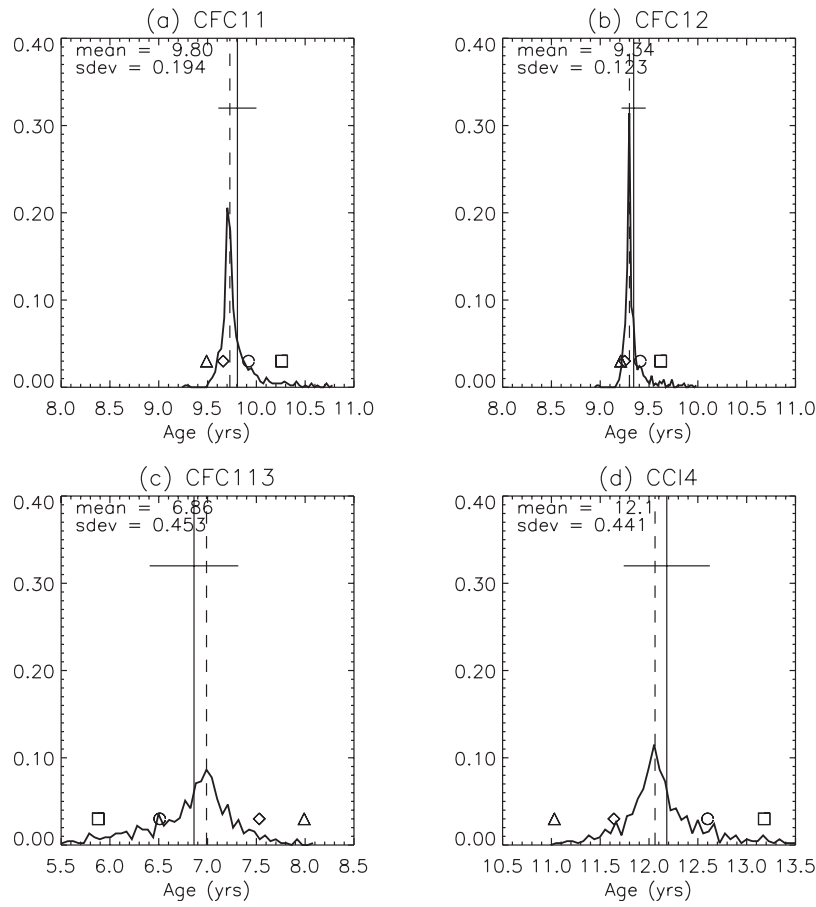 (a) CFC11
mean = 9.80
sdev = 0.194
0.40
0.30
0.20
0.10
0.00
8.0 8.5 9.0 9.5 10.0 10.5 11.0
Age (yrs)
(b) CFC12
mean = 9.34
sdev = 0.123
0.40
0.30
0.20
0.10
0.00
8.0 8.5 9.0 9.5 10.0 10.5 11.0
Age (yrs)
(c) CFC113
mean = 6.86
sdev = 0.453
0.40
0.30
0.20
0.10
0.00
5.5 6.0 6.5 7.0 7.5 8.0 8.5
Age (yrs)
(d) CCl4
mean = 12.1
sdev = 0.441
0.40
0.30
0.20
0.10
0.00
10.5 11.0 11.5 12.0 12.5 13.0 13.5
Age (yrs)